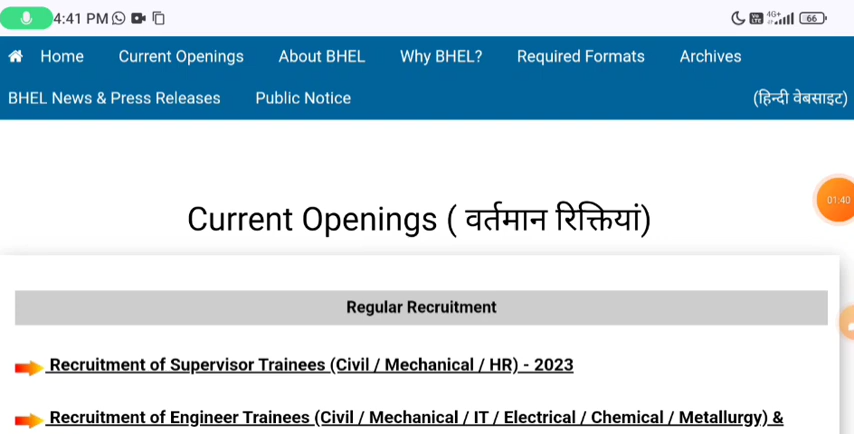 4:41 PM 4G+ 66
Home Current Openings About BHEL Why BHEL? Required Formats Archives
BHEL News & Press Releases Public Notice (हिन्दी वेबसाइट)
01:40
Current Openings ( वर्तमान रिक्तियां)
Regular Recruitment
Recruitment of Supervisor Trainees (Civil / Mechanical / HR) - 2023
Recruitment of Engineer Trainees (Civil / Mechanical / IT / Electrical / Chemical / Metallurgy) &